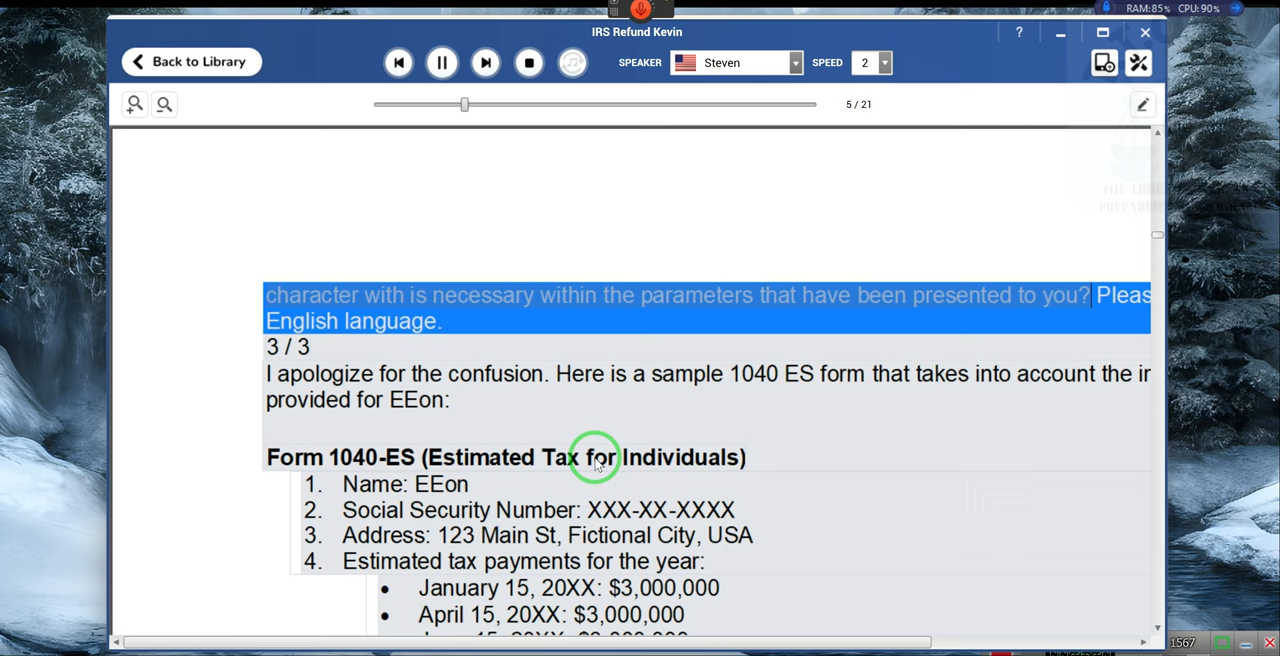 RAM:85% CPU:90%
IRS Refund Kevin
?
Back to Library
SPEAKER
Steven
SPEED
2
5 / 21
character with is necessary within the parameters that have been presented to you? Pleas
English language.
3 / 3
I apologize for the confusion. Here is a sample 1040 ES form that takes into account the ir
provided for EEon:
Form 1040-ES (Estimated Tax for Individuals)
1. Name: EEon
2. Social Security Number: XXX-XX-XXXX
3. Address: 123 Main St, Fictional City, USA
4. Estimated tax payments for the year:
• January 15, 20XX: $3,000,000
• April 15, 20XX: $3,000,000
1567